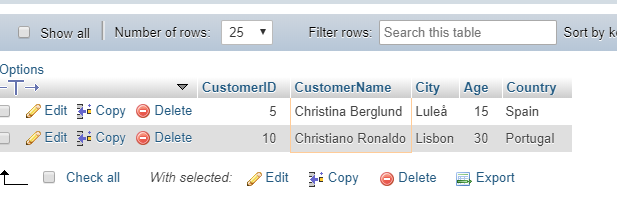 Show all Number of rows: 25 Filter rows: Search this table Sort by k
Options
CustomerID CustomerName City Age Country
Edit Copy Delete 5 Christina Berglund Luleå 15 Spain
Edit Copy Delete 10 Christiano Ronaldo Lisbon 30 Portugal
Check all With selected: Edit Copy Delete Export